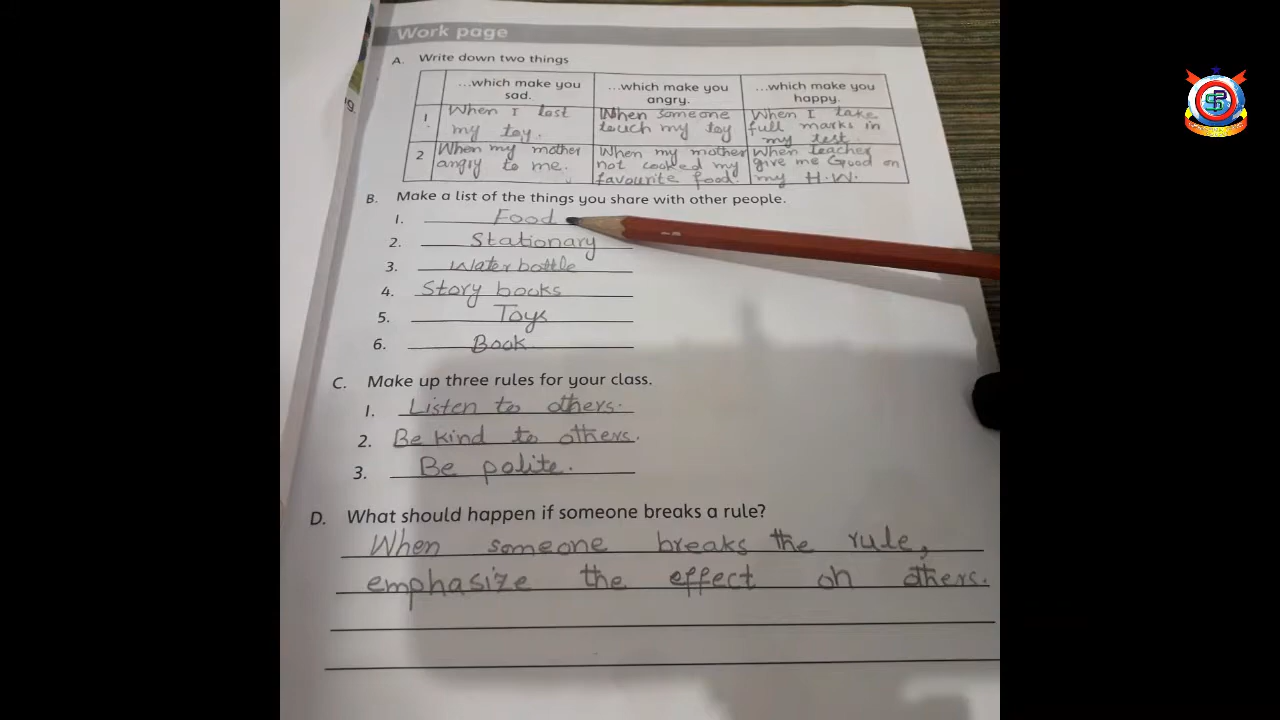 Work page
A. Write down two things
...which make you sad.
...which make you angry.
...which make you happy.
1
When I lost
my toy.
When someone
touch my toy
When I take
full marks in
my test.
2
When my mother
angry to me.
When my mother
not cooked my
favourite food.
When teacher
give me Good on
my H.W.
B. Make a list of the things you share with other people.
1. Food
2. Stationary
3. Water bottle
4. Story books
5. Toys
6. Book
C. Make up three rules for your class.
1. Listen to others.
2. Be kind to others.
3. Be polite.
D. What should happen if someone breaks a rule?
When someone breaks the rule,
emphasize the effect on others.